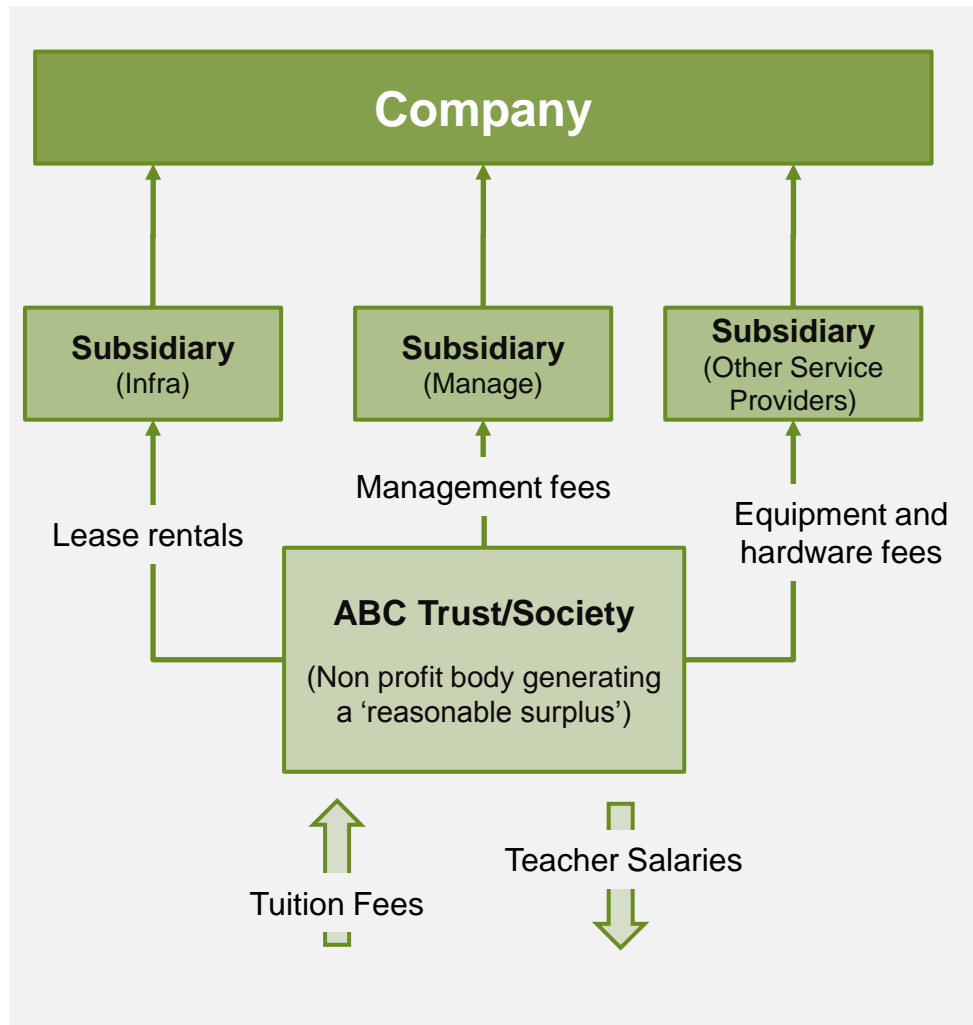 Company
Subsidiary
(Infra)
Subsidiary
(Manage)
Subsidiary
(Other Service
Providers)
Lease rentals
Management fees
Equipment and
hardware fees
ABC Trust/Society
(Non profit body generating
a ‘reasonable surplus’)
Tuition Fees
Teacher Salaries